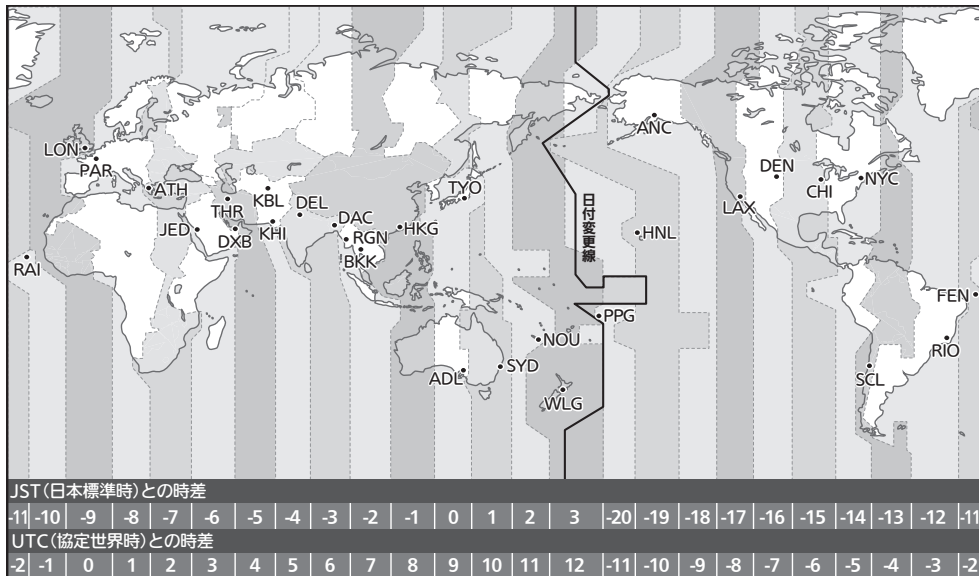 ANC
LON
PAR
DEN
NYC
CHI
ATH
KBL
TYO
DEL
LAX
THR
DAC
JED
DXB
KHI
RGN
HKG
HNL
BKK
RAI
日付変更線
FEN
PPG
NOU
RIO
ADL
SYD
SCL
WLG
JST（日本標準時）との時差
-11 -10 -9 -8 -7 -6 -5 -4 -3 -2 -1 0 1 2 3 -20 -19 -18 -17 -16 -15 -14 -13 -12 -11
UTC（協定世界時）との時差
-2 -1 0 1 2 3 4 5 6 7 8 9 10 11 12 -11 -10 -9 -8 -7 -6 -5 -4 -3 -2